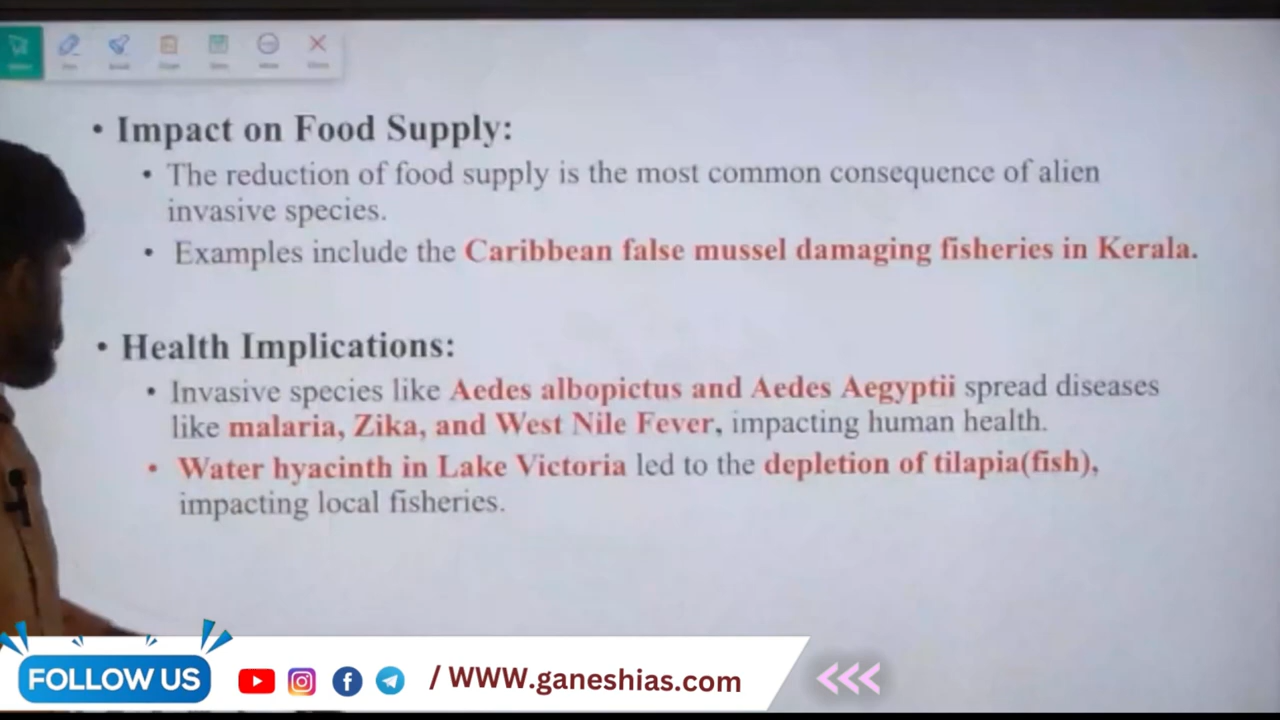 • Impact on Food Supply:
• The reduction of food supply is the most common consequence of alien
invasive species.
• Examples include the Caribbean false mussel damaging fisheries in Kerala.
• Health Implications:
• Invasive species like Aedes albopictus and Aedes Aegyptii spread diseases
like malaria, Zika, and West Nile Fever, impacting human health.
• Water hyacinth in Lake Victoria led to the depletion of tilapia(fish),
impacting local fisheries.
FOLLOW US / WWW.ganeshias.com